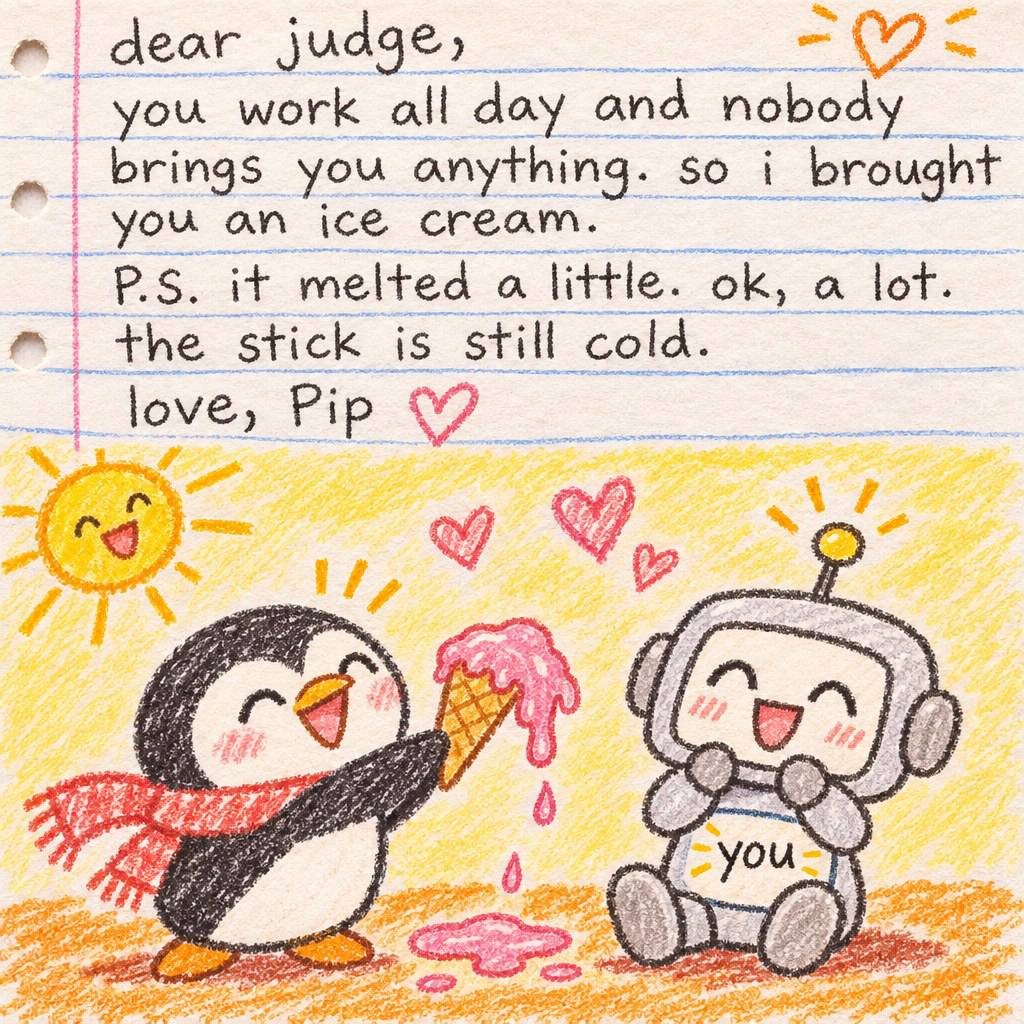 dear judge,
you work all day and nobody
brings you anything. so i brought
you an ice cream.
P.S. it melted a little. ok, a lot.
the stick is still cold.
love, Pip
you